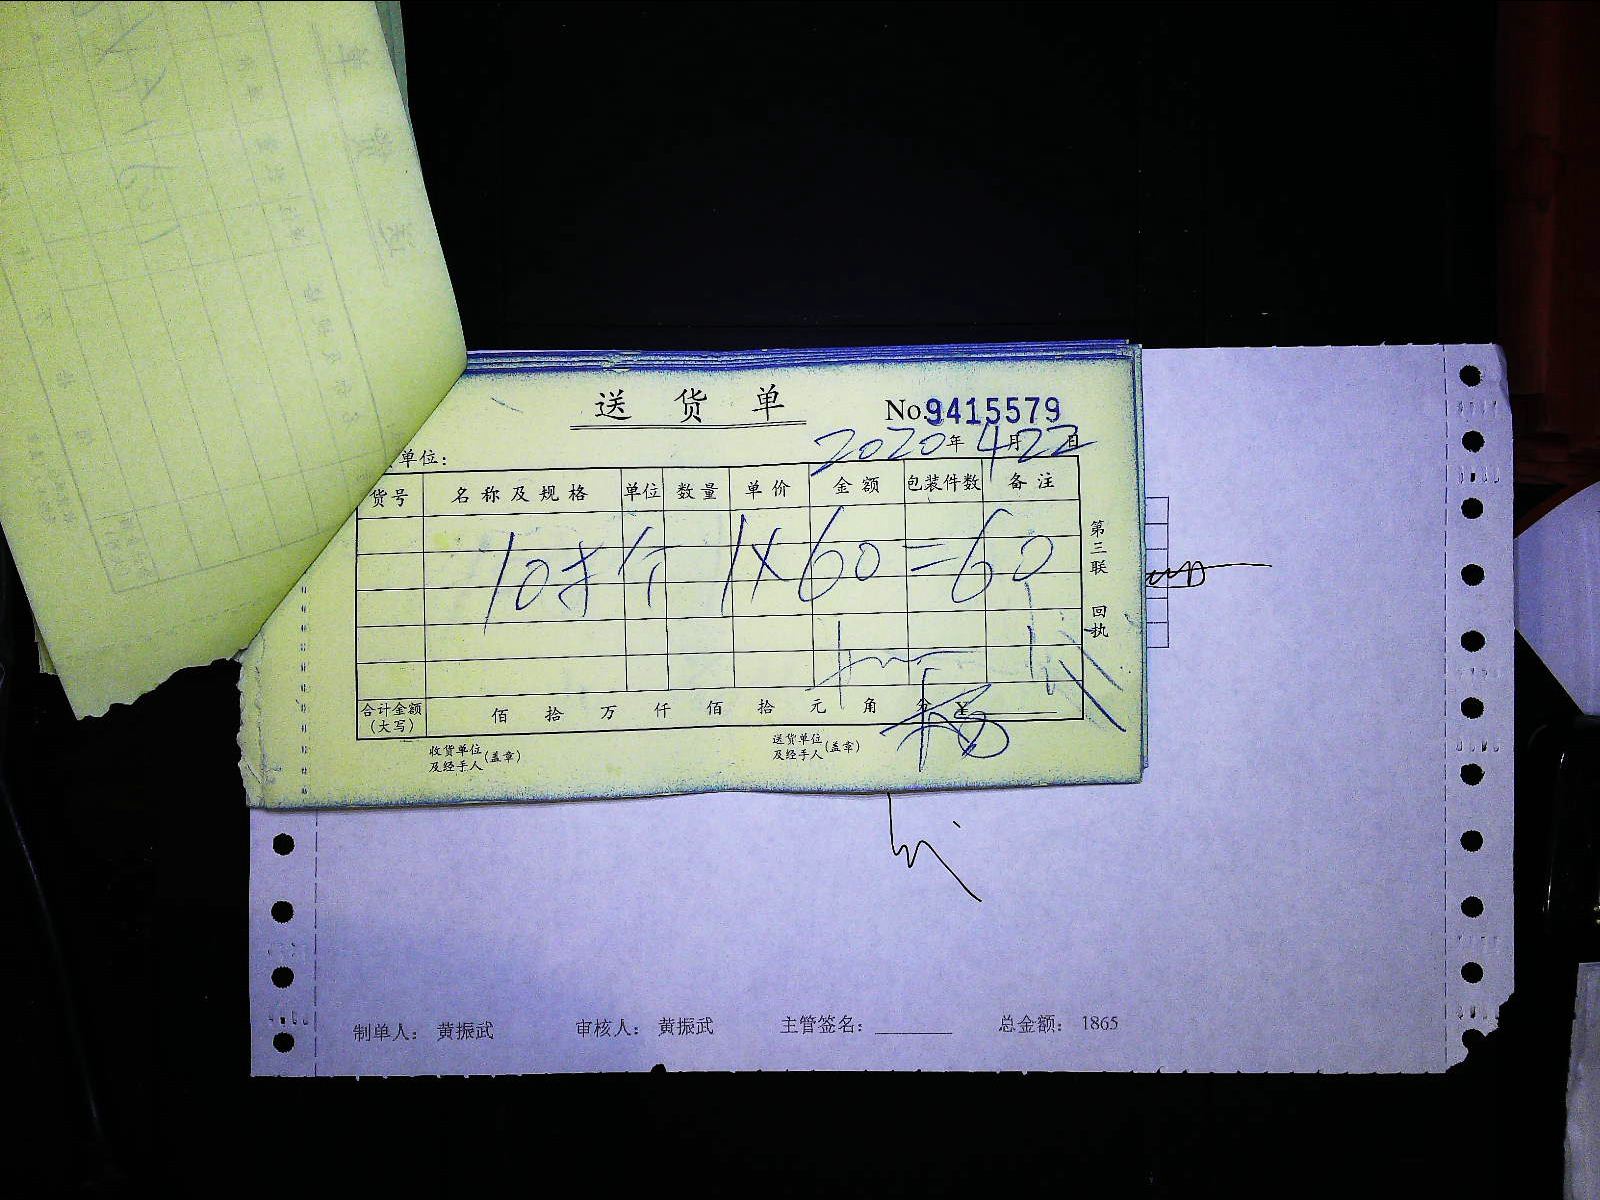 送货单 No.9415579
单位: 2020年4月22日
货号 名称及规格 单位 数量 单价 金额 包装件数 备注
10才 个 1×60=60
第三联 回执
合计金额(大写) 佰 拾 万 仟 佰 拾 元 角 分 ¥
收货单位及经手人(盖章) 送货单位及经手人(盖章) 杨
制单人: 黄振武 审核人: 黄振武 主管签名: 总金额: 1865